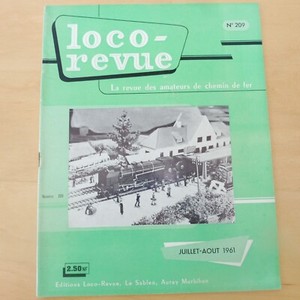 loco-
revue
N° 209
La revue des amateurs de chemin de fer
JUILLET-AOUT 1961
2.50
Editions Loco-Revue, Le Sablen, Auray Morbihan